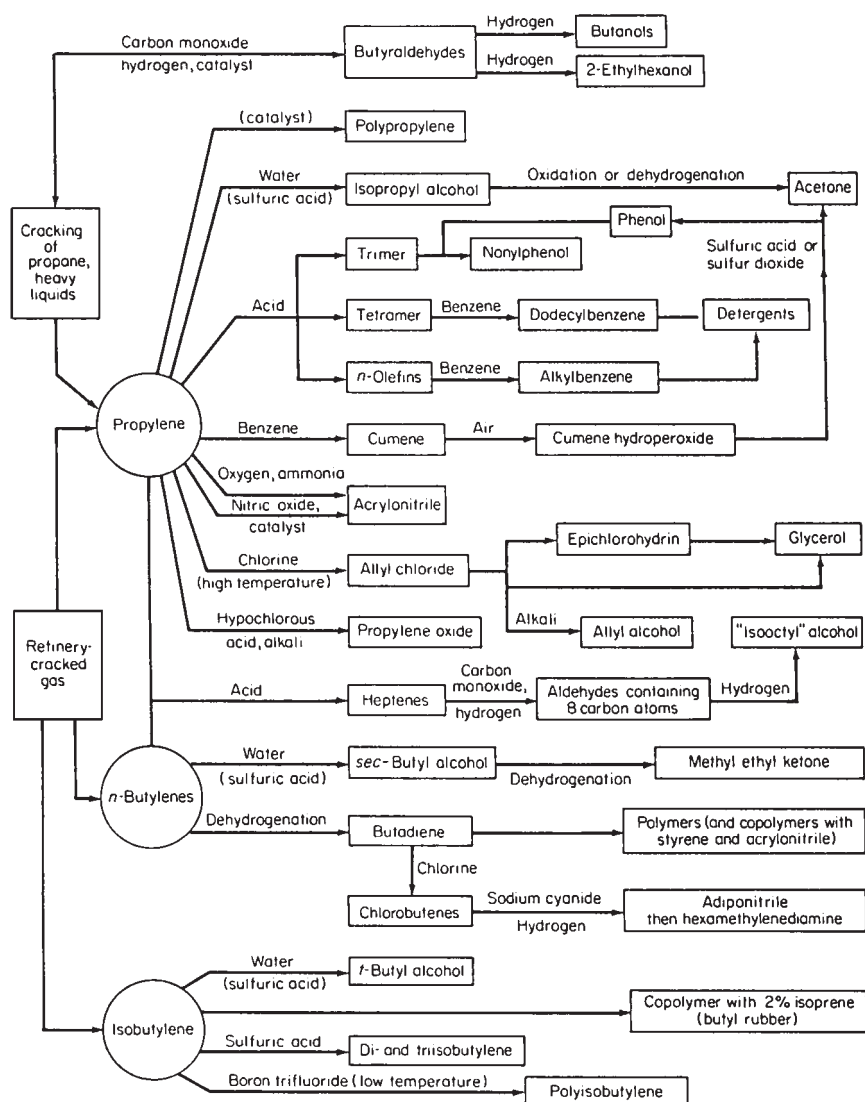 Carbon monoxide
hydrogen, catalyst
Butyraldehydes
Hydrogen
Butanols
Hydrogen
2-Ethylhexanol
(catalyst)
Polypropylene
Water
(sulfuric acid)
Isopropyl alcohol
Oxidation or dehydrogenation
Acetone
Phenol
Cracking
of
propane,
heavy
liquids
Trimer
Nonylphenol
Sulfuric acid or
sulfur dioxide
Acid
Tetramer
Benzene
Dodecylbenzene
Detergents
n-Olefins
Benzene
Alkylbenzene
Propylene
Benzene
Cumene
Air
Cumene hydroperoxide
Oxygen, ammonia
Nitric oxide,
catalyst
Acrylonitrile
Chlorine
(high temperature)
Allyl chloride
Epichlorohydrin
Glycerol
Alkali
Allyl alcohol
Hypochlorous
acid, alkali
Propylene oxide
"Isooctyl" alcohol
Refinery-
cracked
gas
Acid
Heptenes
Carbon
monoxide,
hydrogen
Aldehydes containing
8 carbon atoms
Hydrogen
n-Butylenes
Water
(sulfuric acid)
sec-Butyl alcohol
Dehydrogenation
Methyl ethyl ketone
Dehydrogenation
Butadiene
Polymers (and copolymers with
styrene and acrylonitrile)
Chlorine
Chlorobutenes
Sodium cyanide
Hydrogen
Adiponitrile
then hexamethylenediamine
Isobutylene
Water
(sulfuric acid)
t-Butyl alcohol
Copolymer with 2% isoprene
(butyl rubber)
Sulfuric acid
Di- and triisobutylene
Boron trifluoride (low temperature)
Polyisobutylene